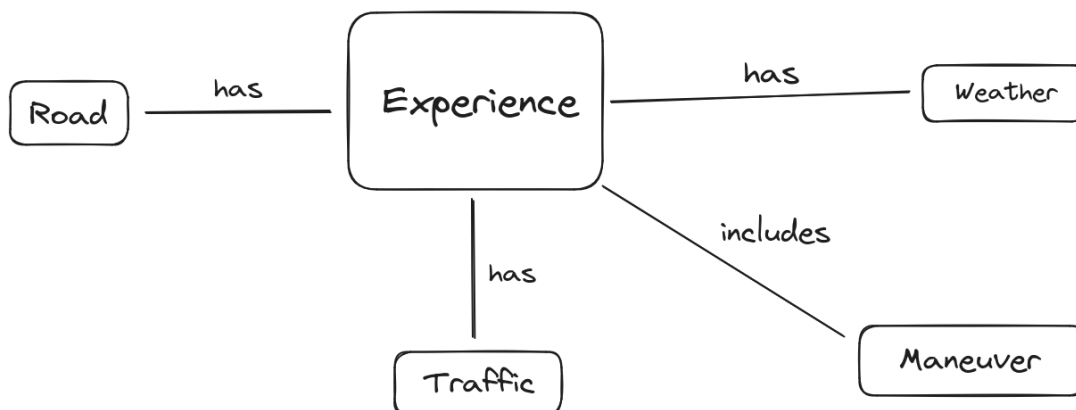 has
Road
Experience
has
Weather
includes
has
Maneuver
Traffic